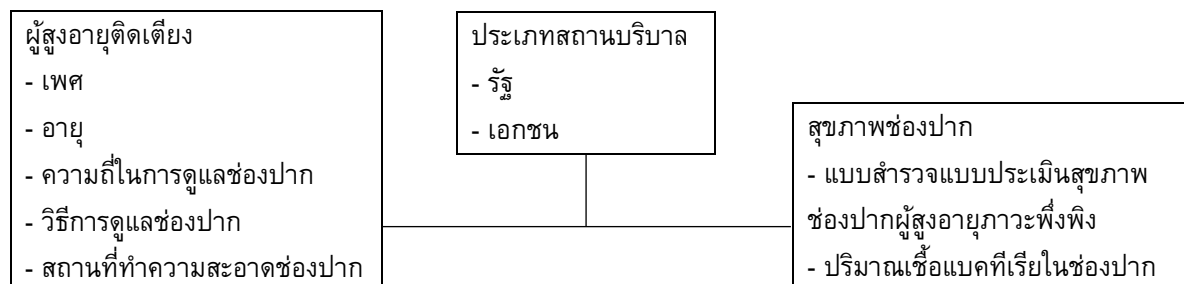 ผู้สูงอายุติดเตียง
- เพศ
- อายุ
- ความถี่ในการดูแลช่องปาก
- วิธีการดูแลช่องปาก
- สถานที่ทำความสะอาดช่องปาก
ประเภทสถานบริบาล
- รัฐ
- เอกชน
สุขภาพช่องปาก
- แบบสำรวจแบบประเมินสุขภาพ
ช่องปากผู้สูงอายุภาวะพึ่งพิง
- ปริมาณเชื้อแบคทีเรียในช่องปาก